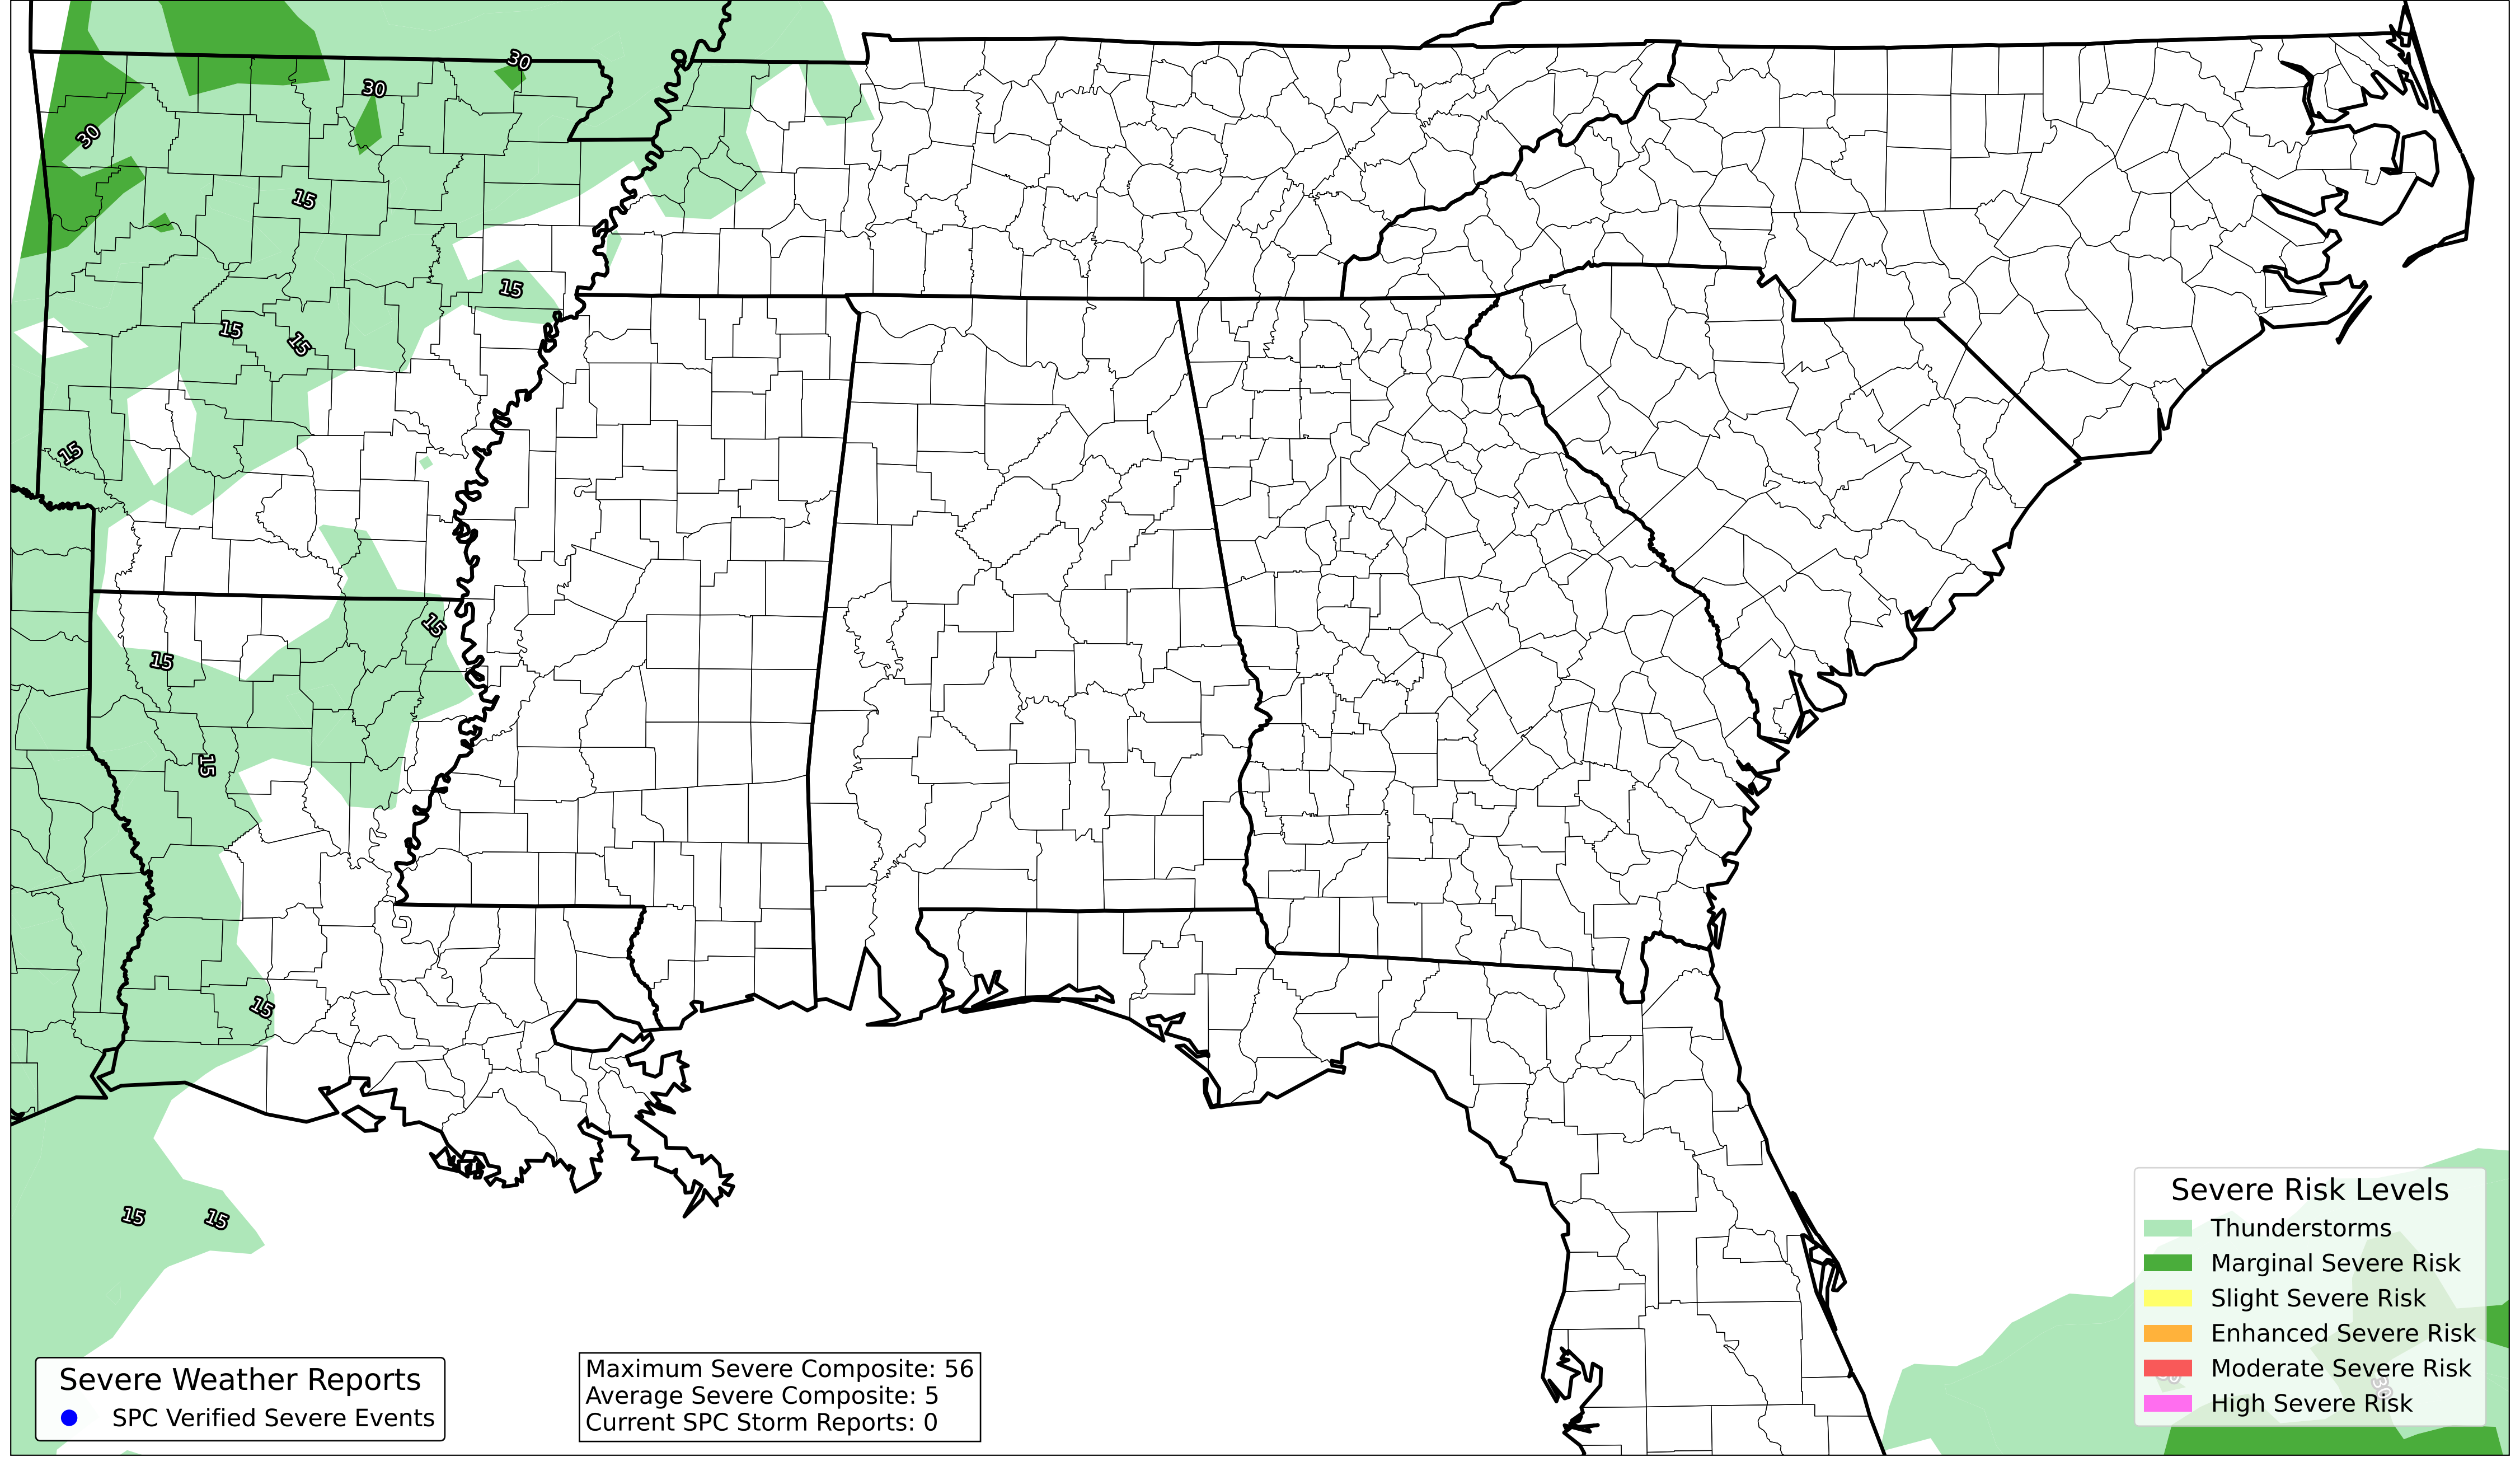 30
30
30
15
15
15
15
15
15
15
15
15
15
15
Severe Risk Levels
Thunderstorms
Marginal Severe Risk
Slight Severe Risk
Enhanced Severe Risk
Moderate Severe Risk
High Severe Risk
Severe Weather Reports
SPC Verified Severe Events
Maximum Severe Composite: 56
Average Severe Composite: 5
Current SPC Storm Reports: 0